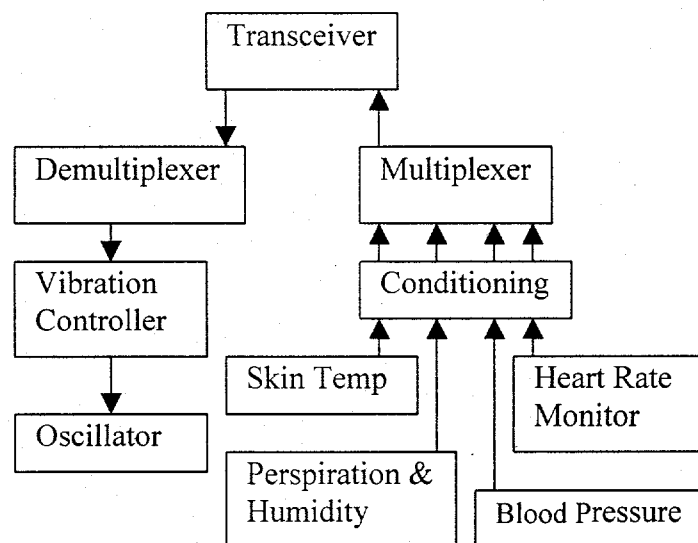 Transceiver
Demultiplexer
Multiplexer
Vibration
Controller
Conditioning
Skin Temp
Heart Rate
Monitor
Oscillator
Perspiration &
Humidity
Blood Pressure